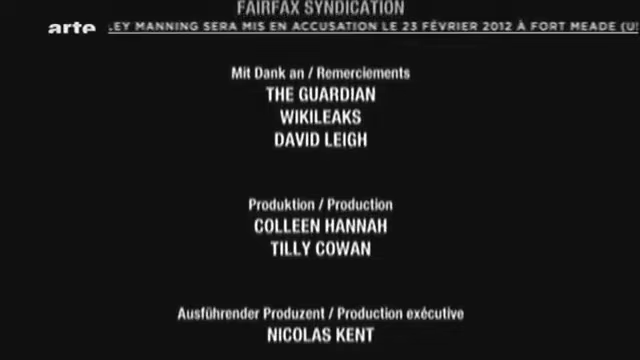 FAIRFAX SYNDICATION
arte
LEY MANNING SERA MIS EN ACCUSATION LE 23 FÉVRIER 2012 À FORT MEADE (U
Mit Dank an / Remerciements
THE GUARDIAN
WIKILEAKS
DAVID LEIGH
Produktion / Production
COLLEEN HANNAH
TILLY COWAN
Ausführender Produzent / Production exécutive
NICOLAS KENT